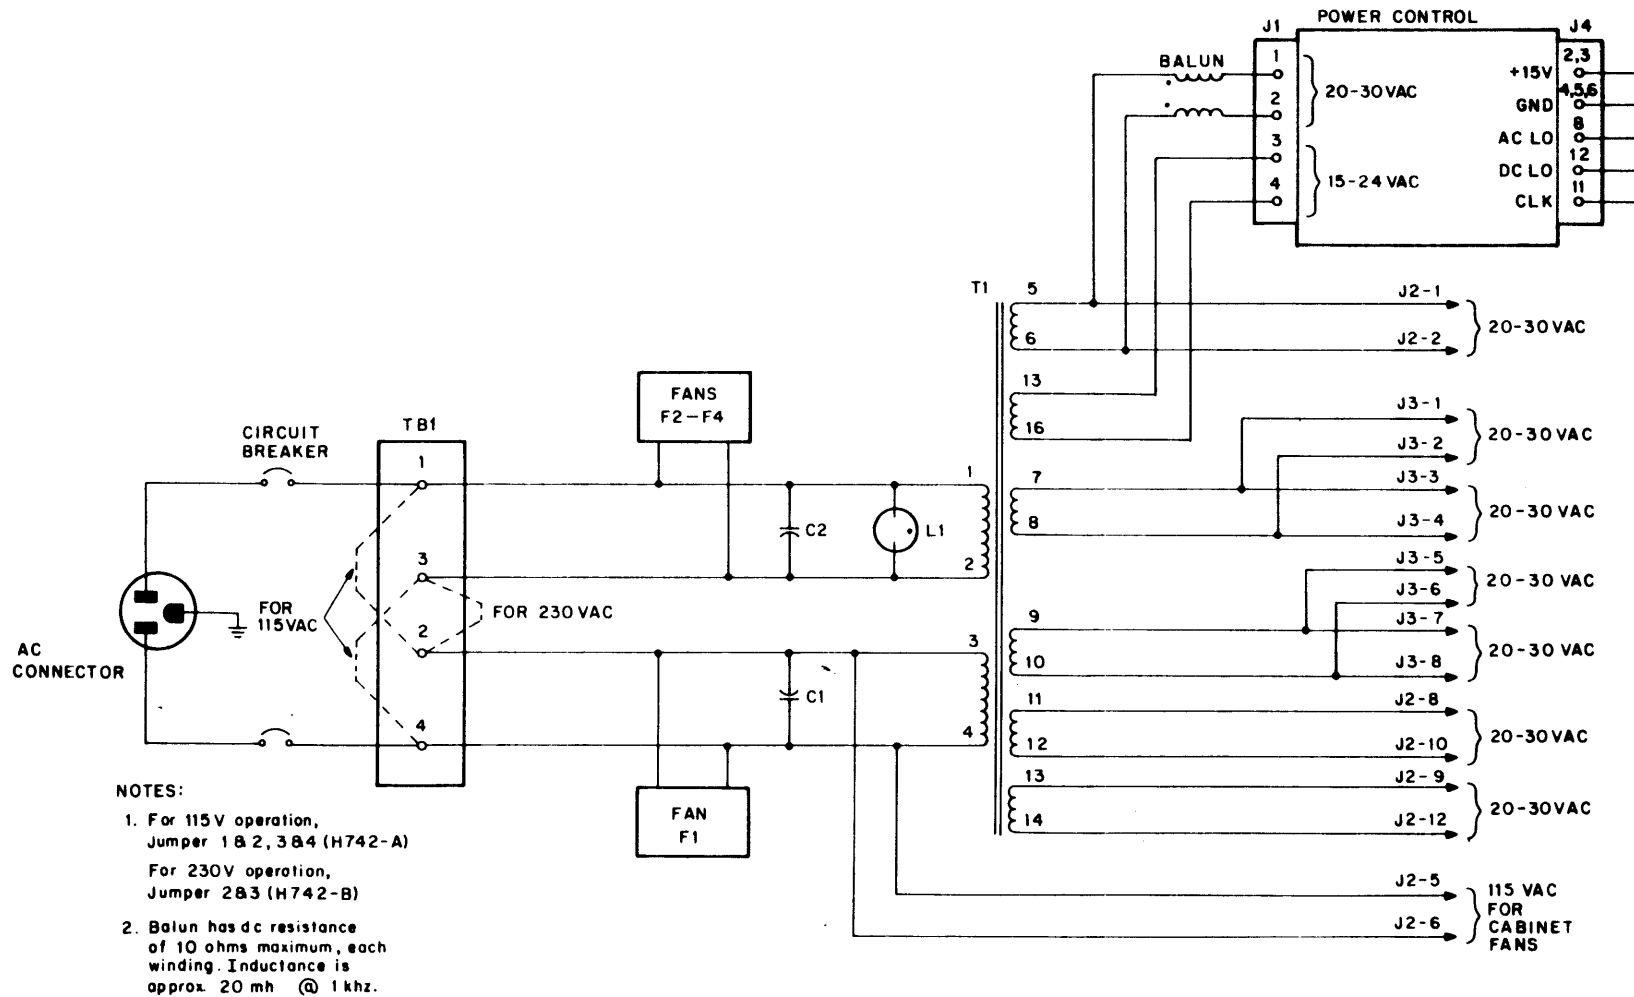 POWER CONTROL
J1
J4
BALUN
1
2
3
4
20-30VAC
15-24 VAC
2,3
+15V
4,5,6
GND
8
AC LO
12
DC LO
11
CLK
T1
5
6
J2-1
J2-2
20-30VAC
13
16
J3-1
J3-2
20-30 VAC
7
8
J3-3
J3-4
20-30 VAC
J3-5
J3-6
20-30 VAC
9
10
J3-7
J3-8
20-30 VAC
11
12
J2-8
J2-10
20-30VAC
13
14
J2-9
J2-12
20-30VAC
J2-5
J2-6
115 VAC
FOR
CABINET
FANS
FANS
F2-F4
CIRCUIT
BREAKER
TB1
1
3
2
4
C2
L1
1
2
FOR
115VAC
FOR 230VAC
AC
CONNECTOR
C1
3
4
FAN
F1
NOTES:
1. For 115V operation,
Jumper 1&2, 3&4 (H742-A)
For 230V operation,
Jumper 2&3 (H742-B)
2. Balun has dc resistance
of 10 ohms maximum, each
winding. Inductance is
approx. 20 mh @ 1 khz.